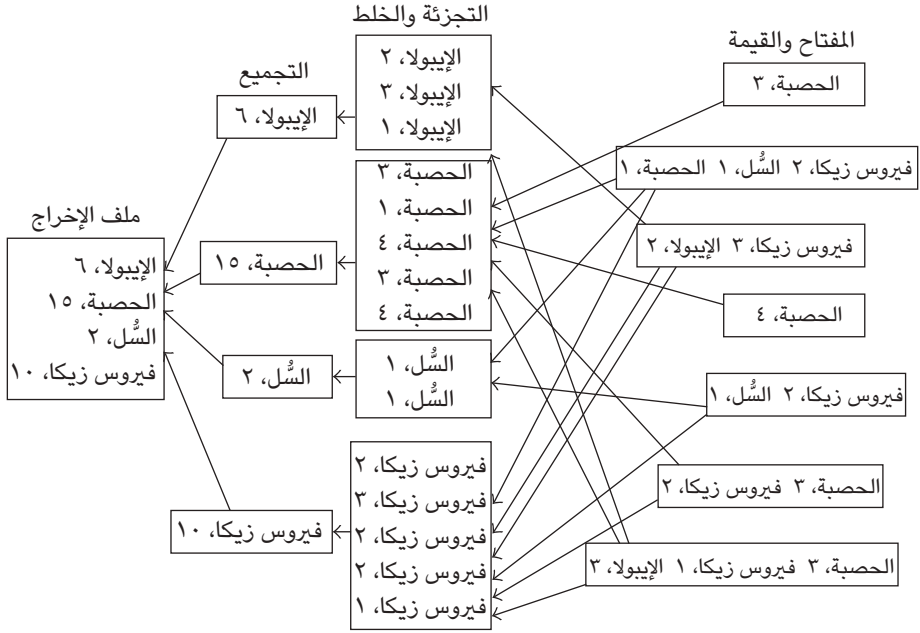 المفتاح والقيمة
الحصبة، ٣
فيروس زيكا، ٢ السُّل، ١ الحصبة، ١
فيروس زيكا، ٣ الإيبولا، ٢
الحصبة، ٤
فيروس زيكا، ٢ السُّل، ١
الحصبة، ٣ فيروس زيكا، ٢
الحصبة، ٣ فيروس زيكا، ١ الإيبولا، ٣
التجزئة والخلط
الإيبولا، ٢
الإيبولا، ٣
الإيبولا، ١
الحصبة، ٣
الحصبة، ١
الحصبة، ٤
الحصبة، ٣
الحصبة، ٤
السُّل، ١
السُّل، ١
فيروس زيكا، ٢
فيروس زيكا، ٣
فيروس زيكا، ٢
فيروس زيكا، ٢
فيروس زيكا، ١
التجميع
الإيبولا، ٦
الحصبة، ١٥
السُّل، ٢
فيروس زيكا، ١٠
ملف الإخراج
الإيبولا، ٦
الحصبة، ١٥
السُّل، ٢
فيروس زيكا، ١٠